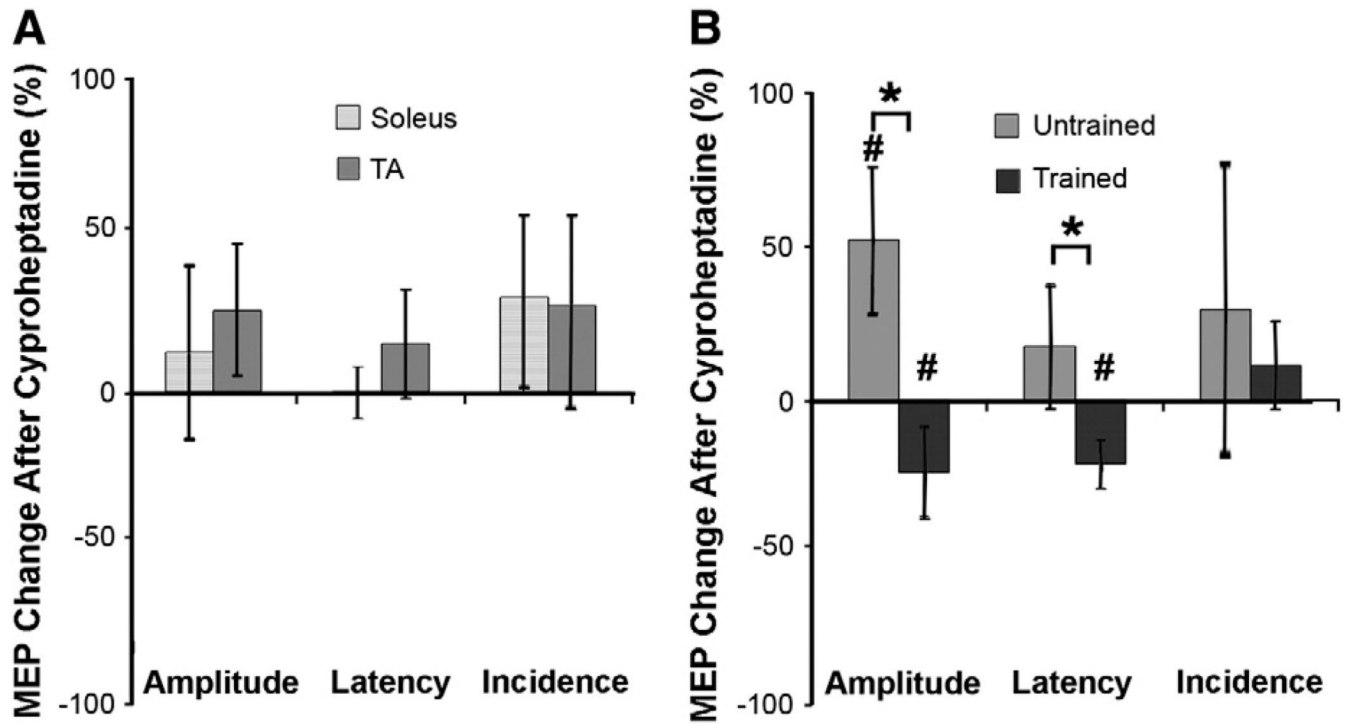 A
MEP Change After Cyproheptadine (%)
100
50
0
-50
-100
Soleus
TA
Amplitude Latency Incidence
B
MEP Change After Cyproheptadine (%)
100
50
0
-50
-100
*
#
#
*
#
Untrained
Trained
Amplitude Latency Incidence